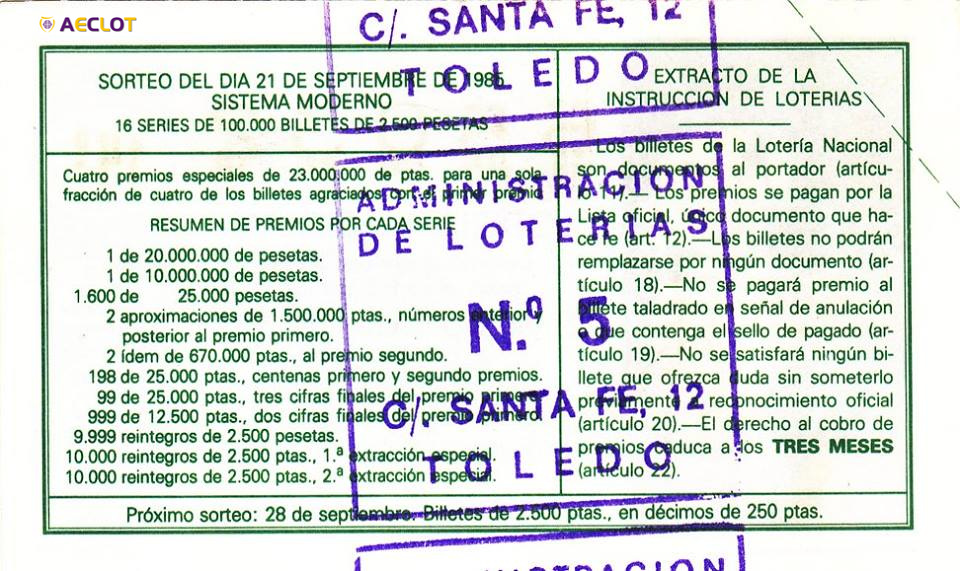 AECLOT
C/. SANTA FE, 12
TOLEDO
SORTEO DEL DIA 21 DE SEPTIEMBRE DE 1985
SISTEMA MODERNO
16 SERIES DE 100.000 BILLETES DE 2.500 PESETAS
Cuatro premios especiales de 23.000.000 de ptas. para una sola
fracción de cuatro de los billetes agraciados con el primer premio
RESUMEN DE PREMIOS POR CADA SERIE
1 de 20.000.000 de pesetas.
1 de 10.000.000 de pesetas.
1.600 de 25.000 pesetas.
2 aproximaciones de 1.500.000 ptas., números anterior y
posterior al premio primero.
2 ídem de 670.000 ptas., al premio segundo.
198 de 25.000 ptas., centenas primero y segundo premios.
99 de 25.000 ptas., tres cifras finales del premio primero.
999 de 12.500 ptas., dos cifras finales del premio primero.
9.999 reintegros de 2.500 pesetas.
10.000 reintegros de 2.500 ptas., 1.ª extracción especial.
10.000 reintegros de 2.500 ptas., 2.ª extracción especial.
EXTRACTO DE LA
INSTRUCCION DE LOTERIAS
Los billetes de la Lotería Nacional
son documentos al portador (artícu-
lo 11).— Los premios se pagan por la
Lista oficial, único documento que ha-
ce fe (art. 12).—Los billetes no podrán
remplazarse por ningún documento (ar-
tículo 18).—No se pagará premio al
billete taladrado en señal de anulación
o que contenga el sello de pagado (ar-
tículo 19).—No se satisfará ningún bi-
llete que ofrezca duda sin someterlo
previamente a reconocimiento oficial
(artículo 20).—El derecho al cobro de
premios caduca a los TRES MESES
(artículo 22).
Próximo sorteo: 28 de septiembre. Billetes de 2.500 ptas., en décimos de 250 ptas.
ADMINISTRACION
DE LOTERIAS
N.º 5
C/. SANTA FE, 12
TOLEDO
ADMINISTRACION